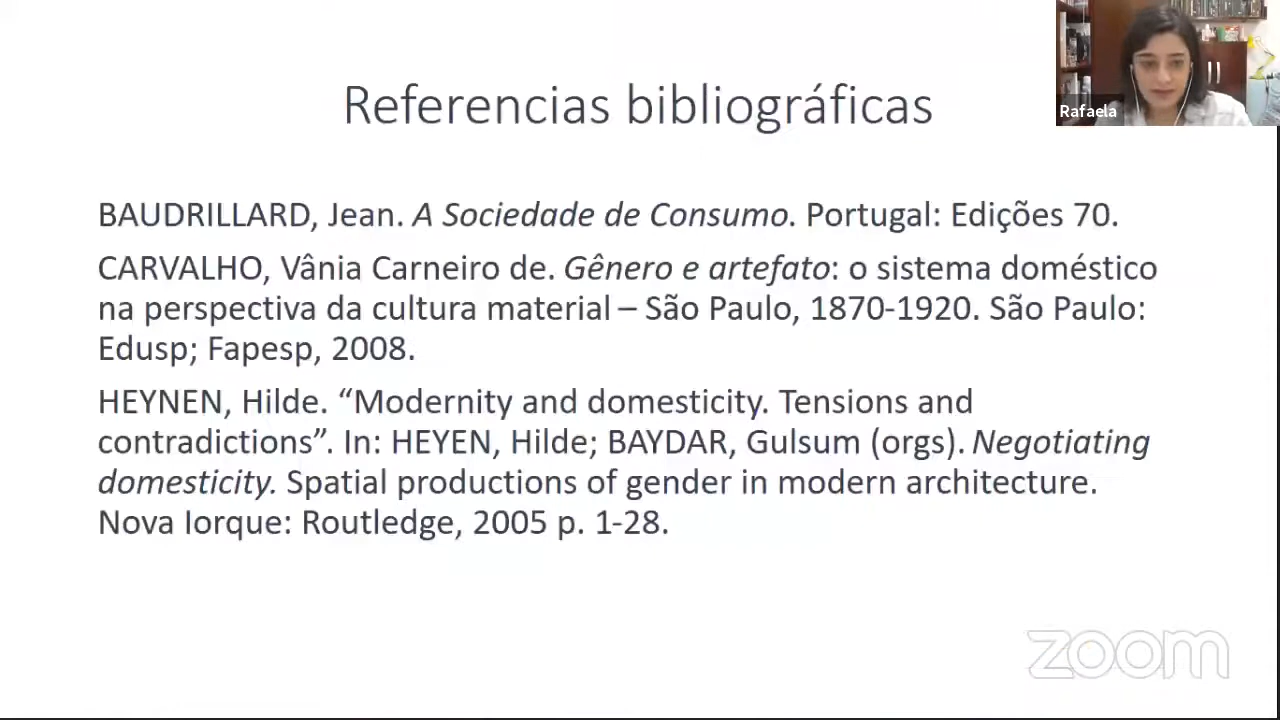 Referencias bibliográficas
Rafaela
BAUDRILLARD, Jean. A Sociedade de Consumo. Portugal: Edições 70.
CARVALHO, Vânia Carneiro de. Gênero e artefato: o sistema doméstico
na perspectiva da cultura material – São Paulo, 1870-1920. São Paulo:
Edusp; Fapesp, 2008.
HEYNEN, Hilde. “Modernity and domesticity. Tensions and
contradictions”. In: HEYEN, Hilde; BAYDAR, Gulsum (orgs). Negotiating
domesticity. Spatial productions of gender in modern architecture.
Nova Iorque: Routledge, 2005 p. 1-28.
zoom